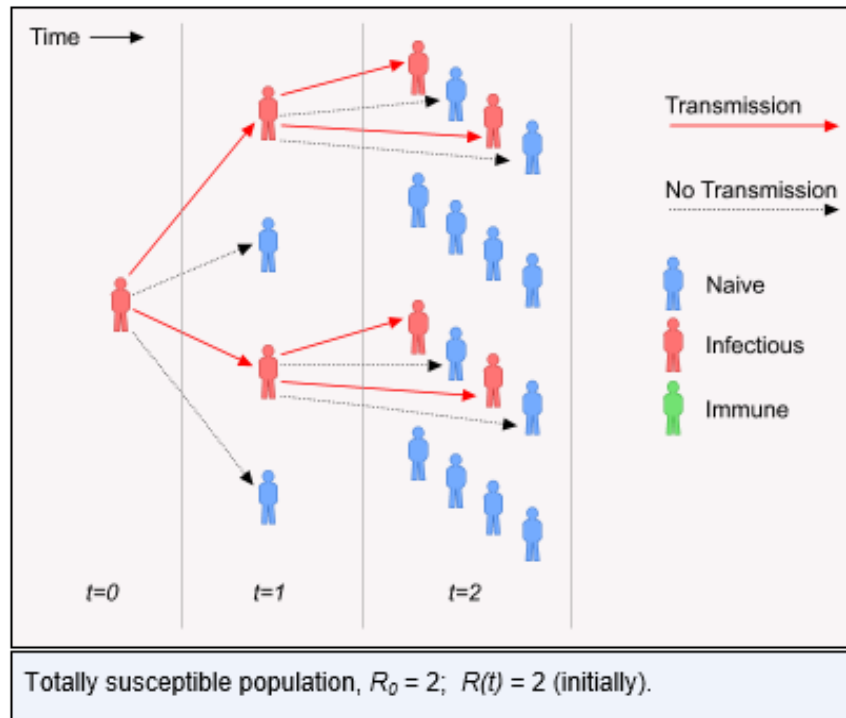 Time
Transmission
No Transmission
Naive
Infectious
Immune
t=0
t=1
t=2
Totally susceptible population, R₀ = 2; R(t) = 2 (initially).